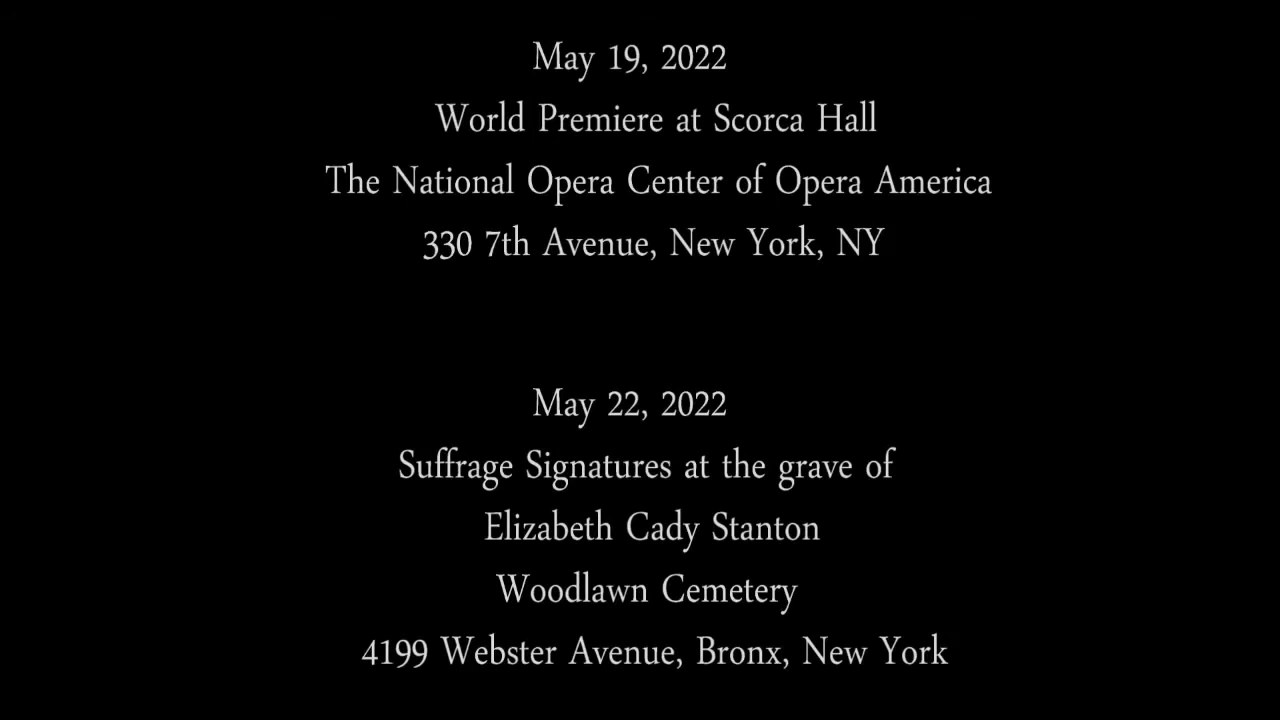 May 19, 2022
World Premiere at Scorca Hall
The National Opera Center of Opera America
330 7th Avenue, New York, NY
May 22, 2022
Suffrage Signatures at the grave of
Elizabeth Cady Stanton
Woodlawn Cemetery
4199 Webster Avenue, Bronx, New York